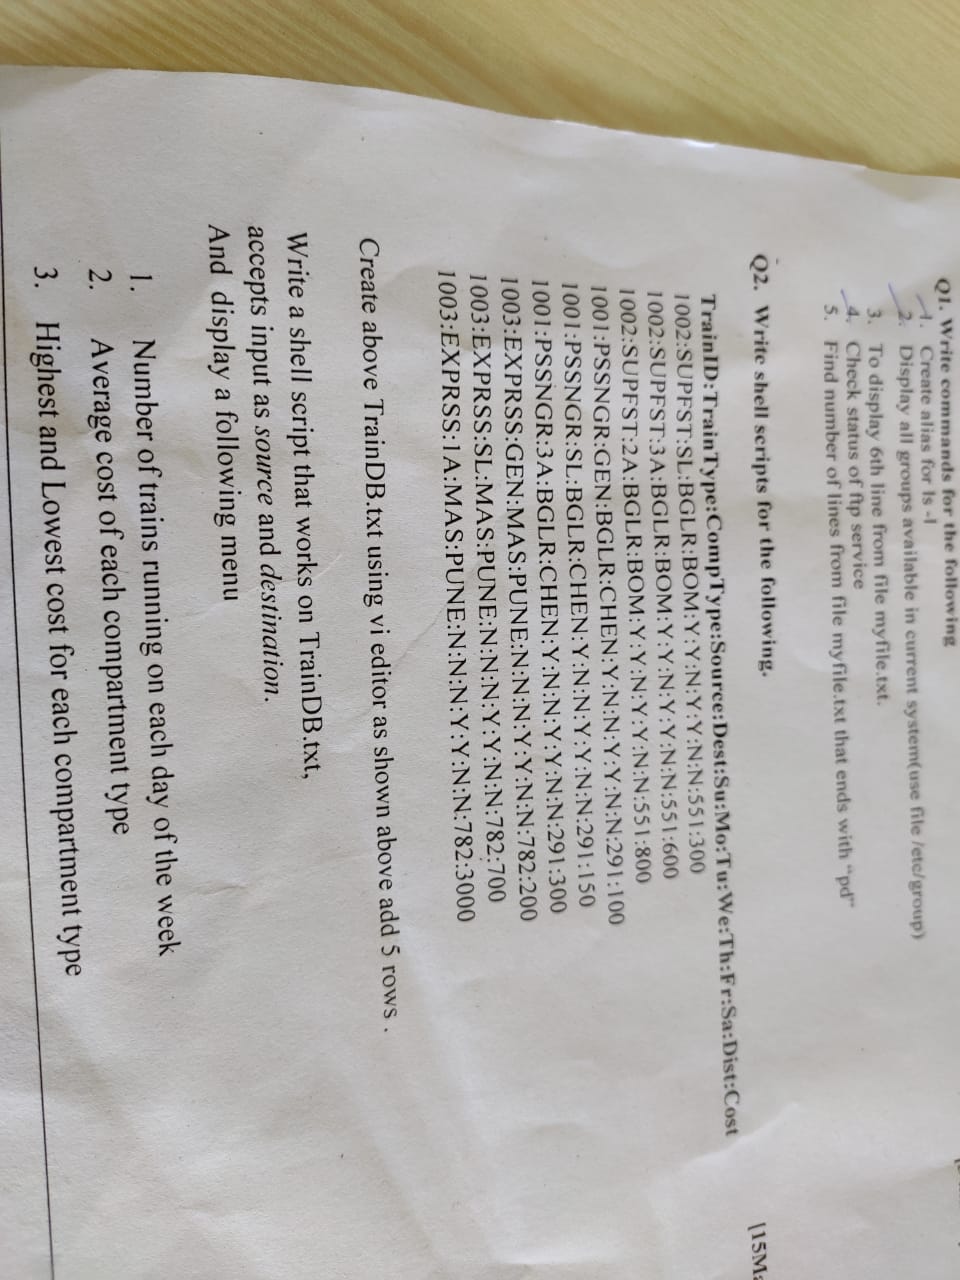 Q1. Write commands for the following
1. Create alias for ls -l
2. Display all groups available in current system(use file /etc/group)
3. To display 6th line from file myfile.txt.
4. Check status of ftp service
5. Find number of lines from file myfile.txt that ends with "pd"
Q2. Write shell scripts for the following. [15Ma
TrainID:TrainType:CompType:Source:Dest:Su:Mo:Tu:We:Th:Fr:Sa:Dist:Cost
1002:SUPFST:SL:BGLR:BOM:Y:Y:N:Y:Y:N:N:551:300
1002:SUPFST:3A:BGLR:BOM:Y:Y:N:Y:Y:N:N:551:600
1002:SUPFST:2A:BGLR:BOM:Y:Y:N:Y:Y:N:N:551:800
1001:PSSNGR:GEN:BGLR:CHEN:Y:N:N:Y:Y:N:N:291:100
1001:PSSNGR:SL:BGLR:CHEN:Y:N:N:Y:Y:N:N:291:150
1001:PSSNGR:3A:BGLR:CHEN:Y:N:N:Y:Y:N:N:291:300
1003:EXPRSS:GEN:MAS:PUNE:N:N:N:Y:Y:N:N:782:200
1003:EXPRSS:SL:MAS:PUNE:N:N:N:Y:Y:N:N:782:700
1003:EXPRSS:1A:MAS:PUNE:N:N:N:Y:Y:N:N:782:3000
Create above TrainDB.txt using vi editor as shown above add 5 rows .
Write a shell script that works on TrainDB.txt,
accepts input as source and destination.
And display a following menu
1. Number of trains running on each day of the week
2. Average cost of each compartment type
3. Highest and Lowest cost for each compartment type